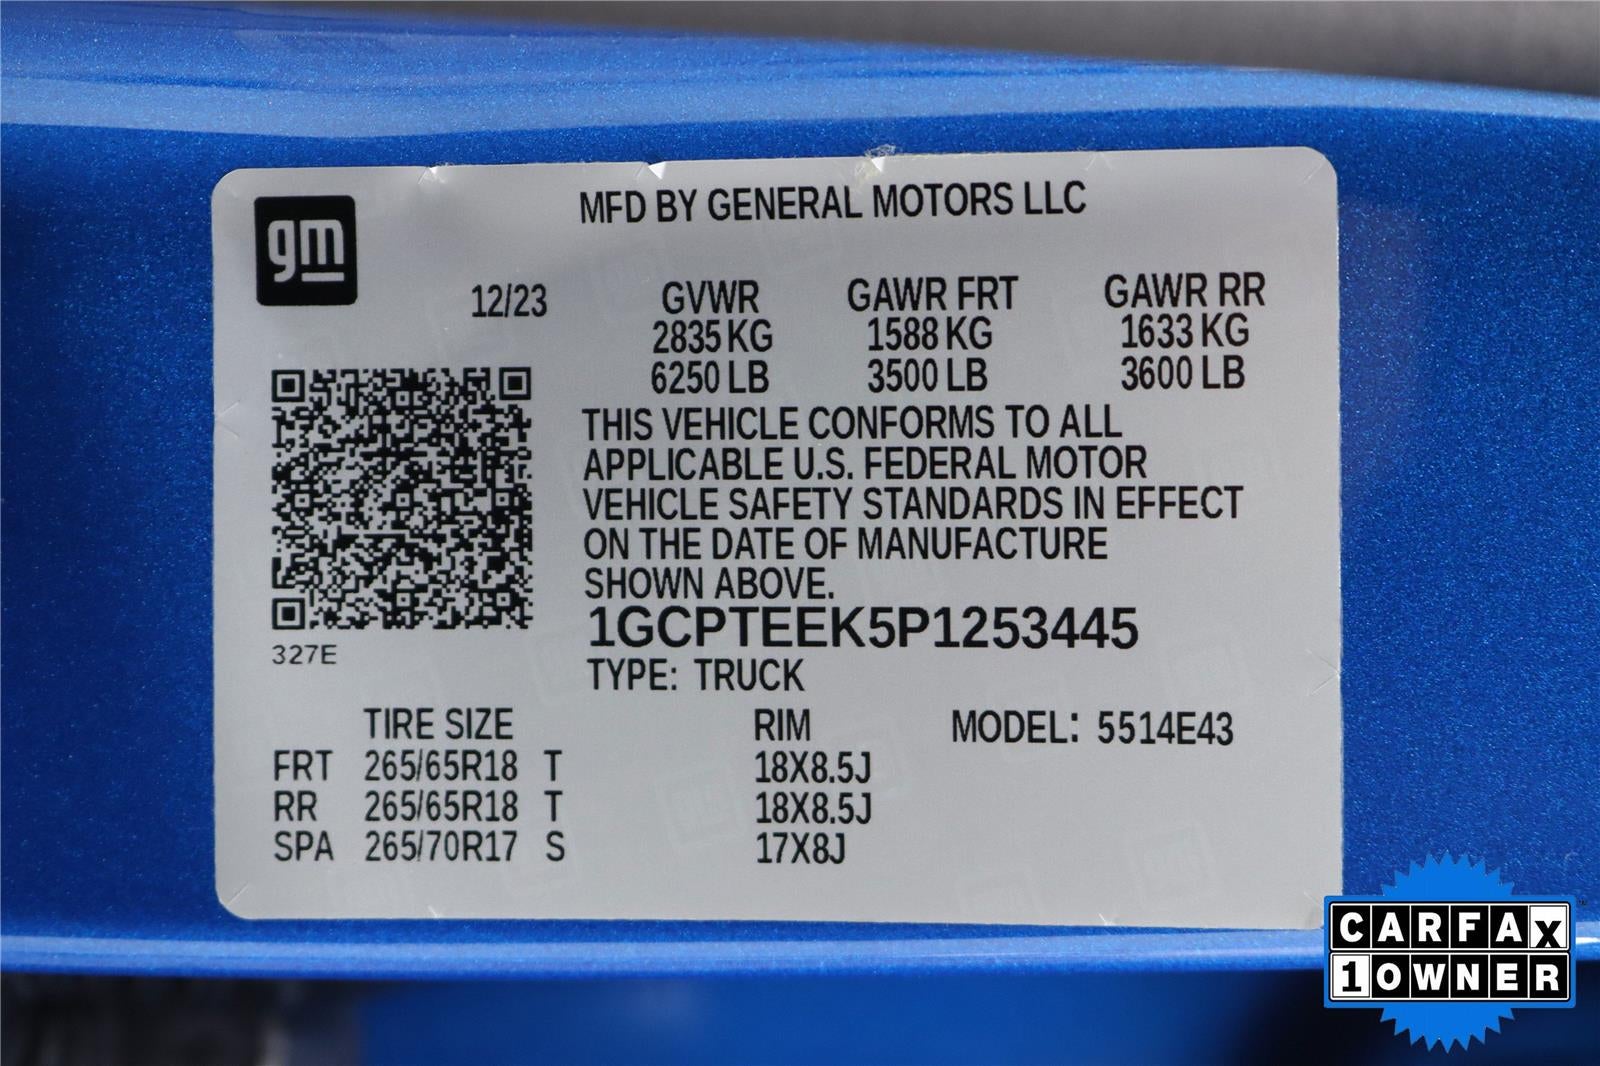 gm
MFD BY GENERAL MOTORS LLC
12/23 GVWR GAWR FRT GAWR RR
2835 KG 1588 KG 1633 KG
6250 LB 3500 LB 3600 LB
THIS VEHICLE CONFORMS TO ALL
APPLICABLE U.S. FEDERAL MOTOR
VEHICLE SAFETY STANDARDS IN EFFECT
ON THE DATE OF MANUFACTURE
SHOWN ABOVE.
1GCPTEEK5P1253445
327E
TYPE: TRUCK
TIRE SIZE RIM MODEL: 5514E43
FRT 265/65R18 T 18X8.5J
RR 265/65R18 T 18X8.5J
SPA 265/70R17 S 17X8J
CARFAX
1 OWNER